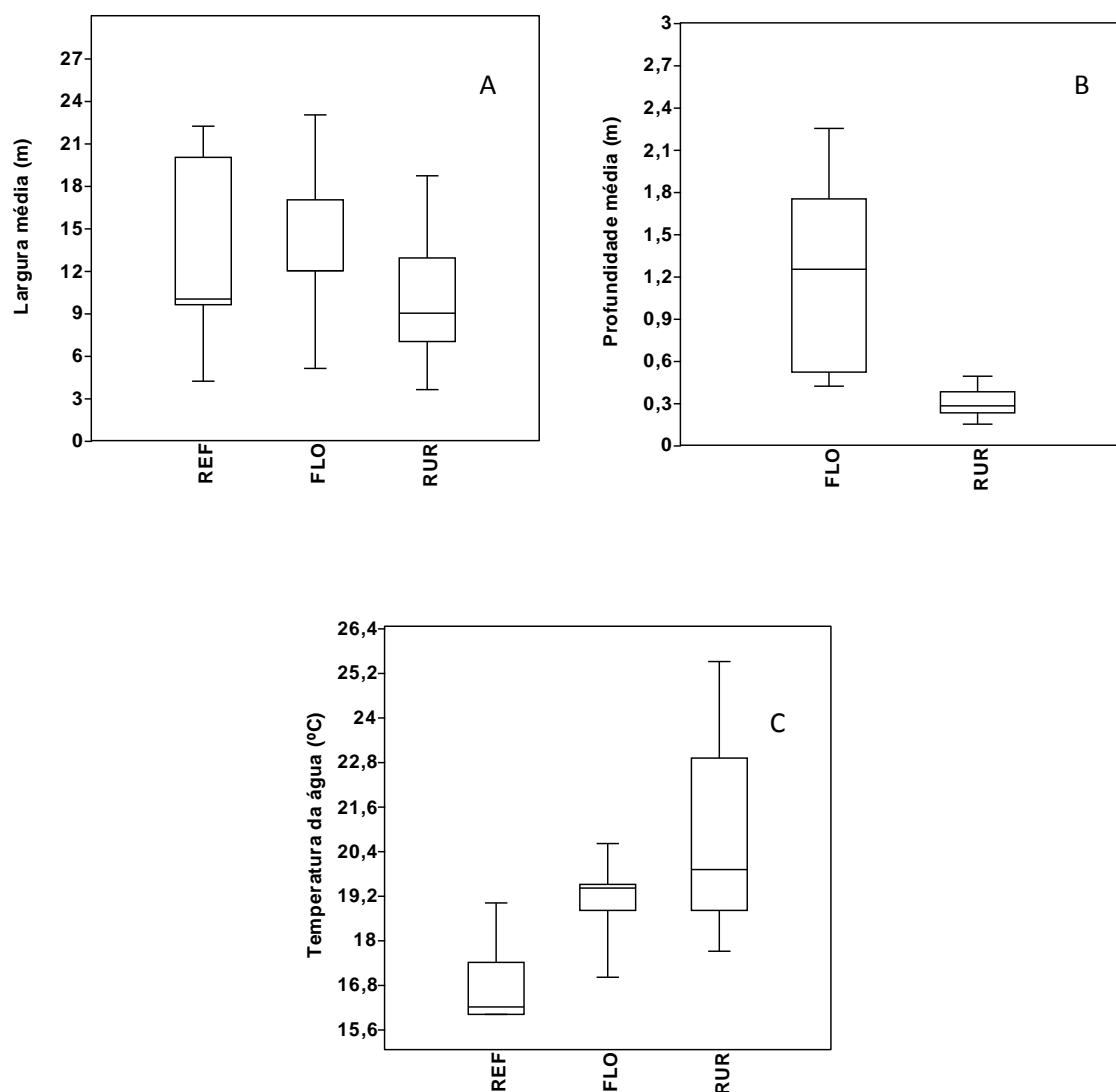 A
Largura média (m)
27
24
21
18
15
12
9
6
3
0
REF
FLO
RUR
B
Profundidade média (m)
3
2,7
2,4
2,1
1,8
1,5
1,2
0,9
0,6
0,3
0
FLO
RUR
C
Temperatura da água (ºC)
26,4
25,2
24
22,8
21,6
20,4
19,2
18
16,8
15,6
REF
FLO
RUR